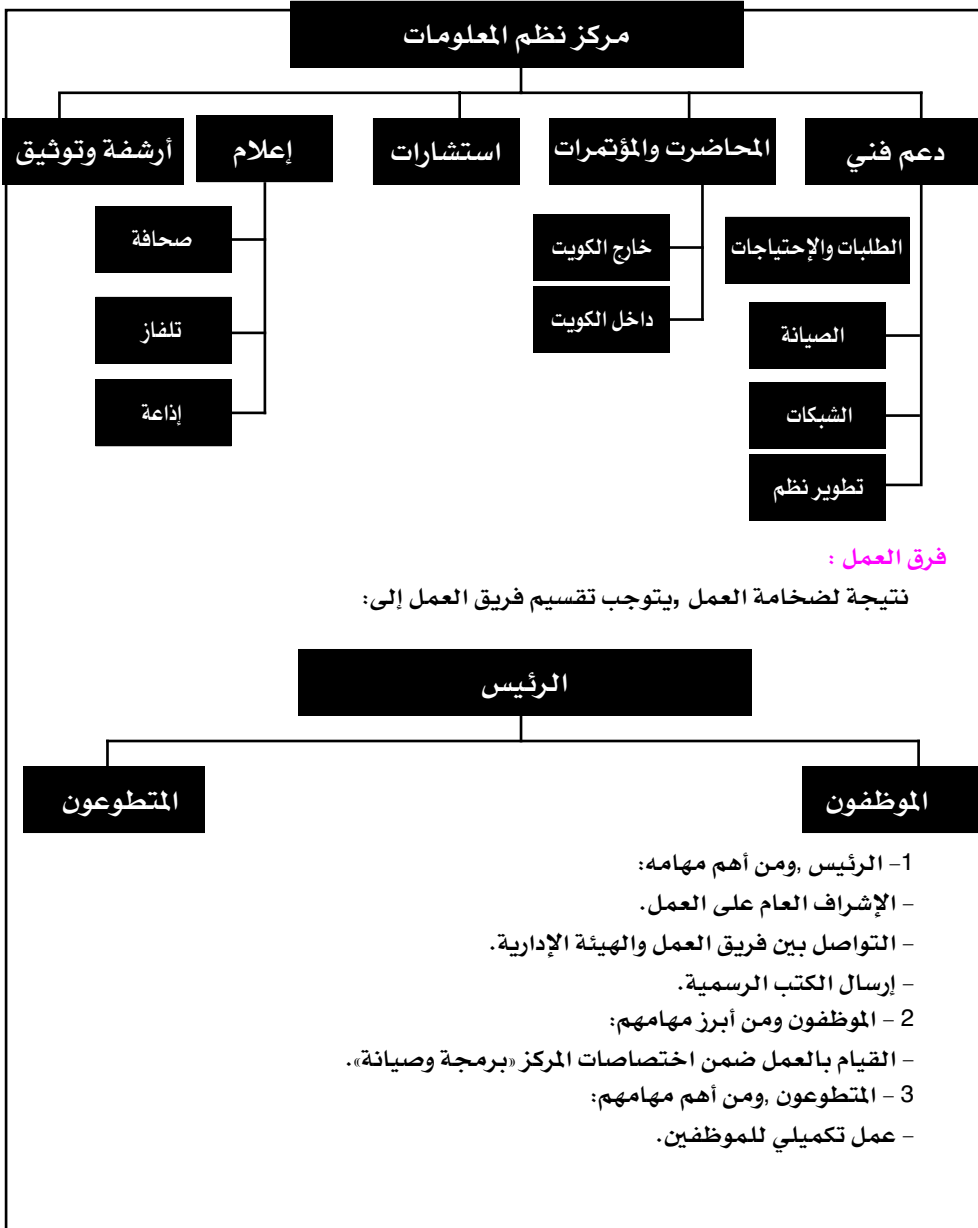 مركز نظم المعلومات
دعم فني
المحاضرت والمؤتمرات
استشارات
إعلام
أرشفة وتوثيق
الطلبات والإحتياجات
الصيانة
الشبكات
تطوير نظم
خارج الكويت
داخل الكويت
صحافة
تلفاز
إذاعة
فرق العمل :
نتيجة لضخامة العمل ,يتوجب تقسيم فريق العمل إلى:
الرئيس
الموظفون
المتطوعون
1- الرئيس ,ومن أهم مهامه:
- الإشراف العام على العمل.
- التواصل بين فريق العمل والهيئة الإدارية.
- إرسال الكتب الرسمية.
2 - الموظفون ومن أبرز مهامهم:
- القيام بالعمل ضمن اختصاصات المركز «برمجة وصيانة».
3 - المتطوعون ,ومن أهم مهامهم:
- عمل تكميلي للموظفين.